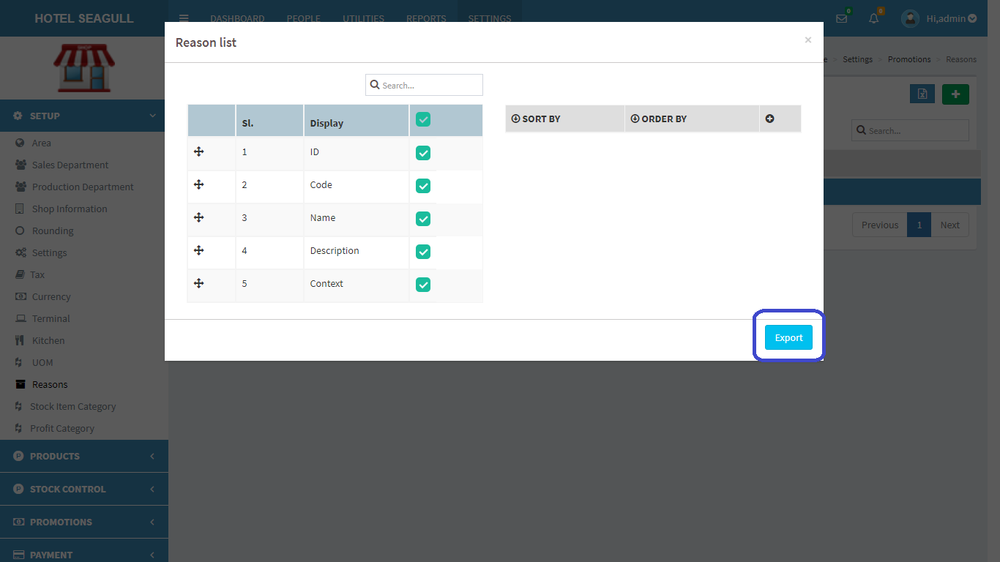 HOTEL SEAGULL
DASHBOARD PEOPLE UTILITIES REPORTS SETTINGS
0 0 Hi,admin
SHOP
Reason list ×
e > Settings > Promotions > Reasons
Search...
Search...
SETUP
Area
Sales Department
Production Department
Shop Information
Rounding
Settings
Tax
Currency
Terminal
Kitchen
UOM
Reasons
Stock Item Category
Profit Category
PRODUCTS
STOCK CONTROL
PROMOTIONS
PAYMENT
Sl. Display
1 ID
2 Code
3 Name
4 Description
5 Context
SORT BY ORDER BY
Previous 1 Next
Export